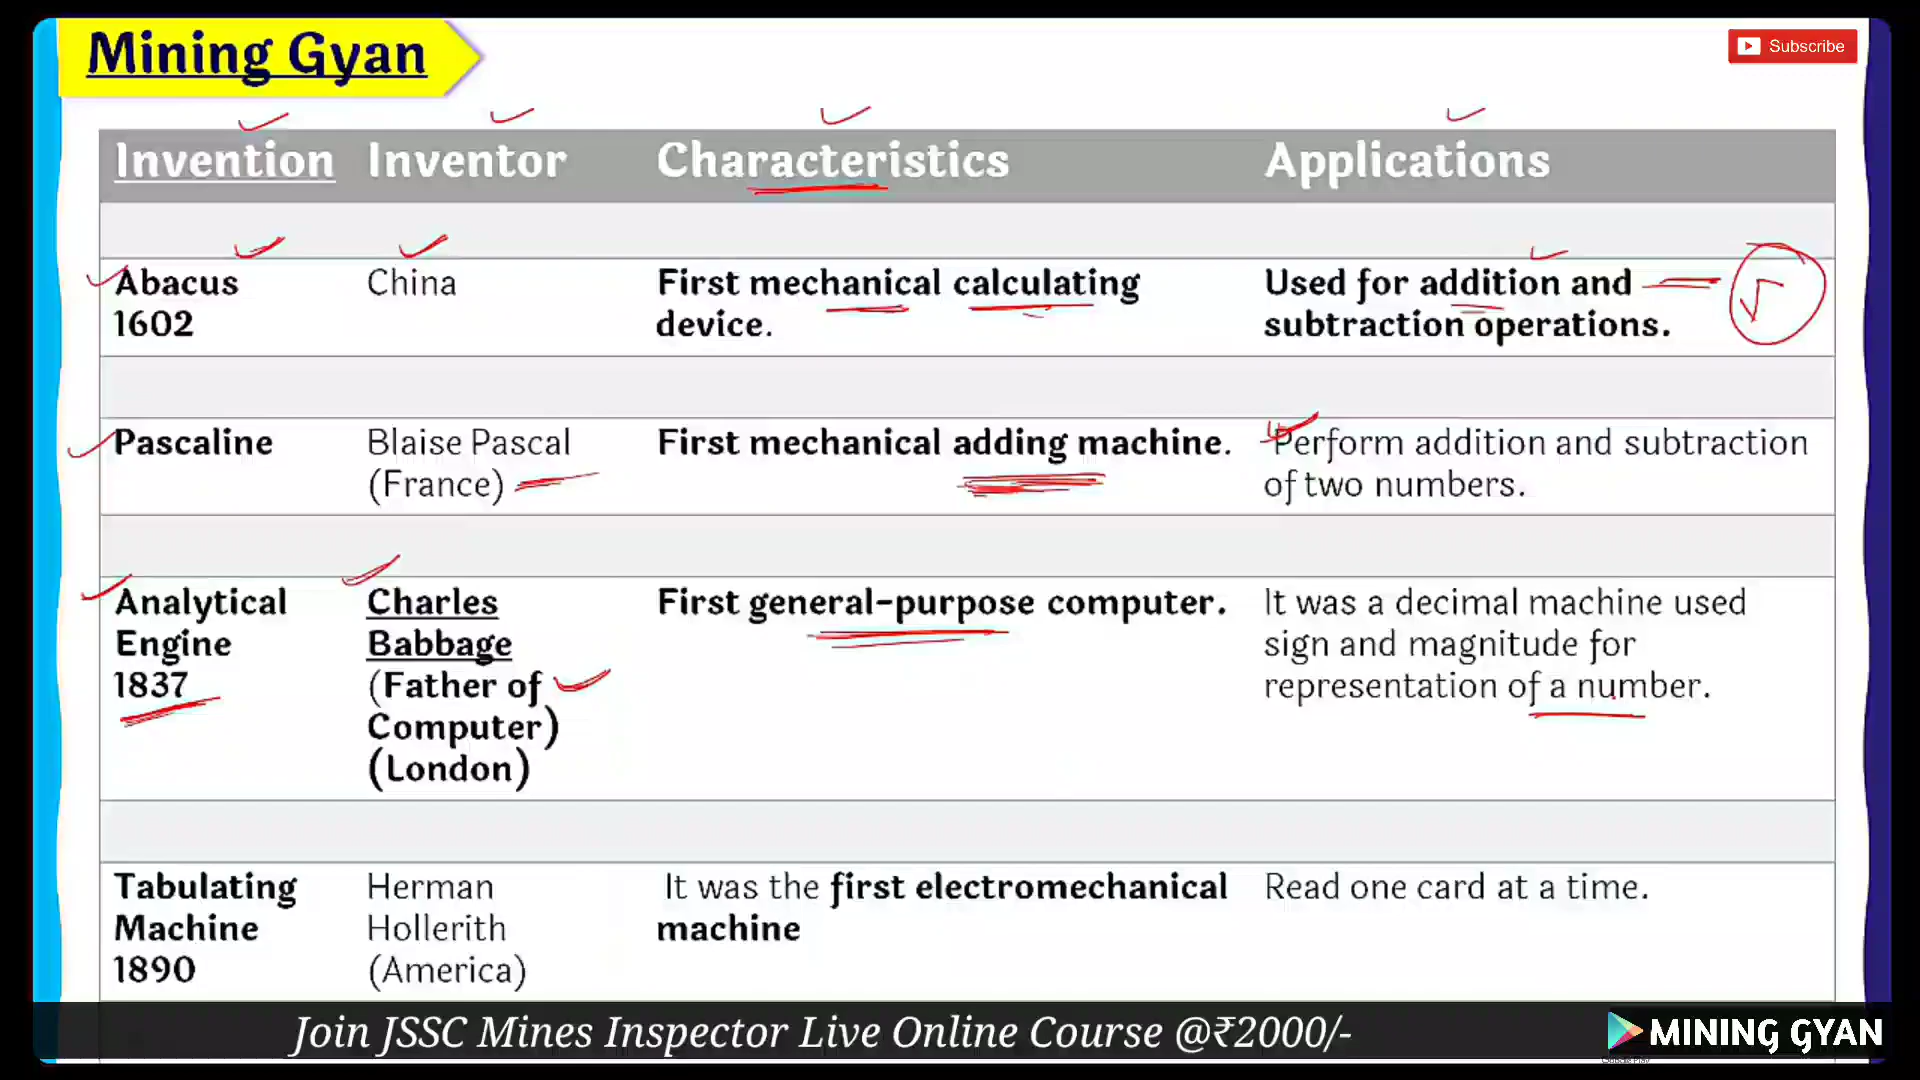 Mining Gyan
Subscribe
Invention Inventor Characteristics Applications
Abacus 1602
China
First mechanical calculating device.
Used for addition and subtraction operations.
√
Pascaline
Blaise Pascal (France)
First mechanical adding machine.
Perform addition and subtraction of two numbers.
Analytical Engine 1837
Charles Babbage (Father of Computer) (London)
First general-purpose computer.
It was a decimal machine used sign and magnitude for representation of a number.
Tabulating Machine 1890
Herman Hollerith (America)
It was the first electromechanical machine
Read one card at a time.
Join JSSC Mines Inspector Live Online Course @₹2000/-
MINING GYAN